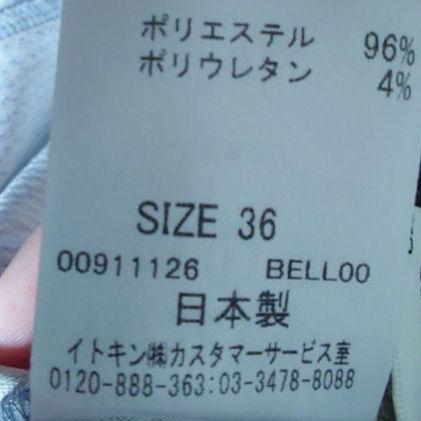 ポリエステル 96%
ポリウレタン 4%
SIZE 36
00911126 BELLOO
日本製
イトキン㈱カスタマーサービス室
0120-888-363:03-3478-8088